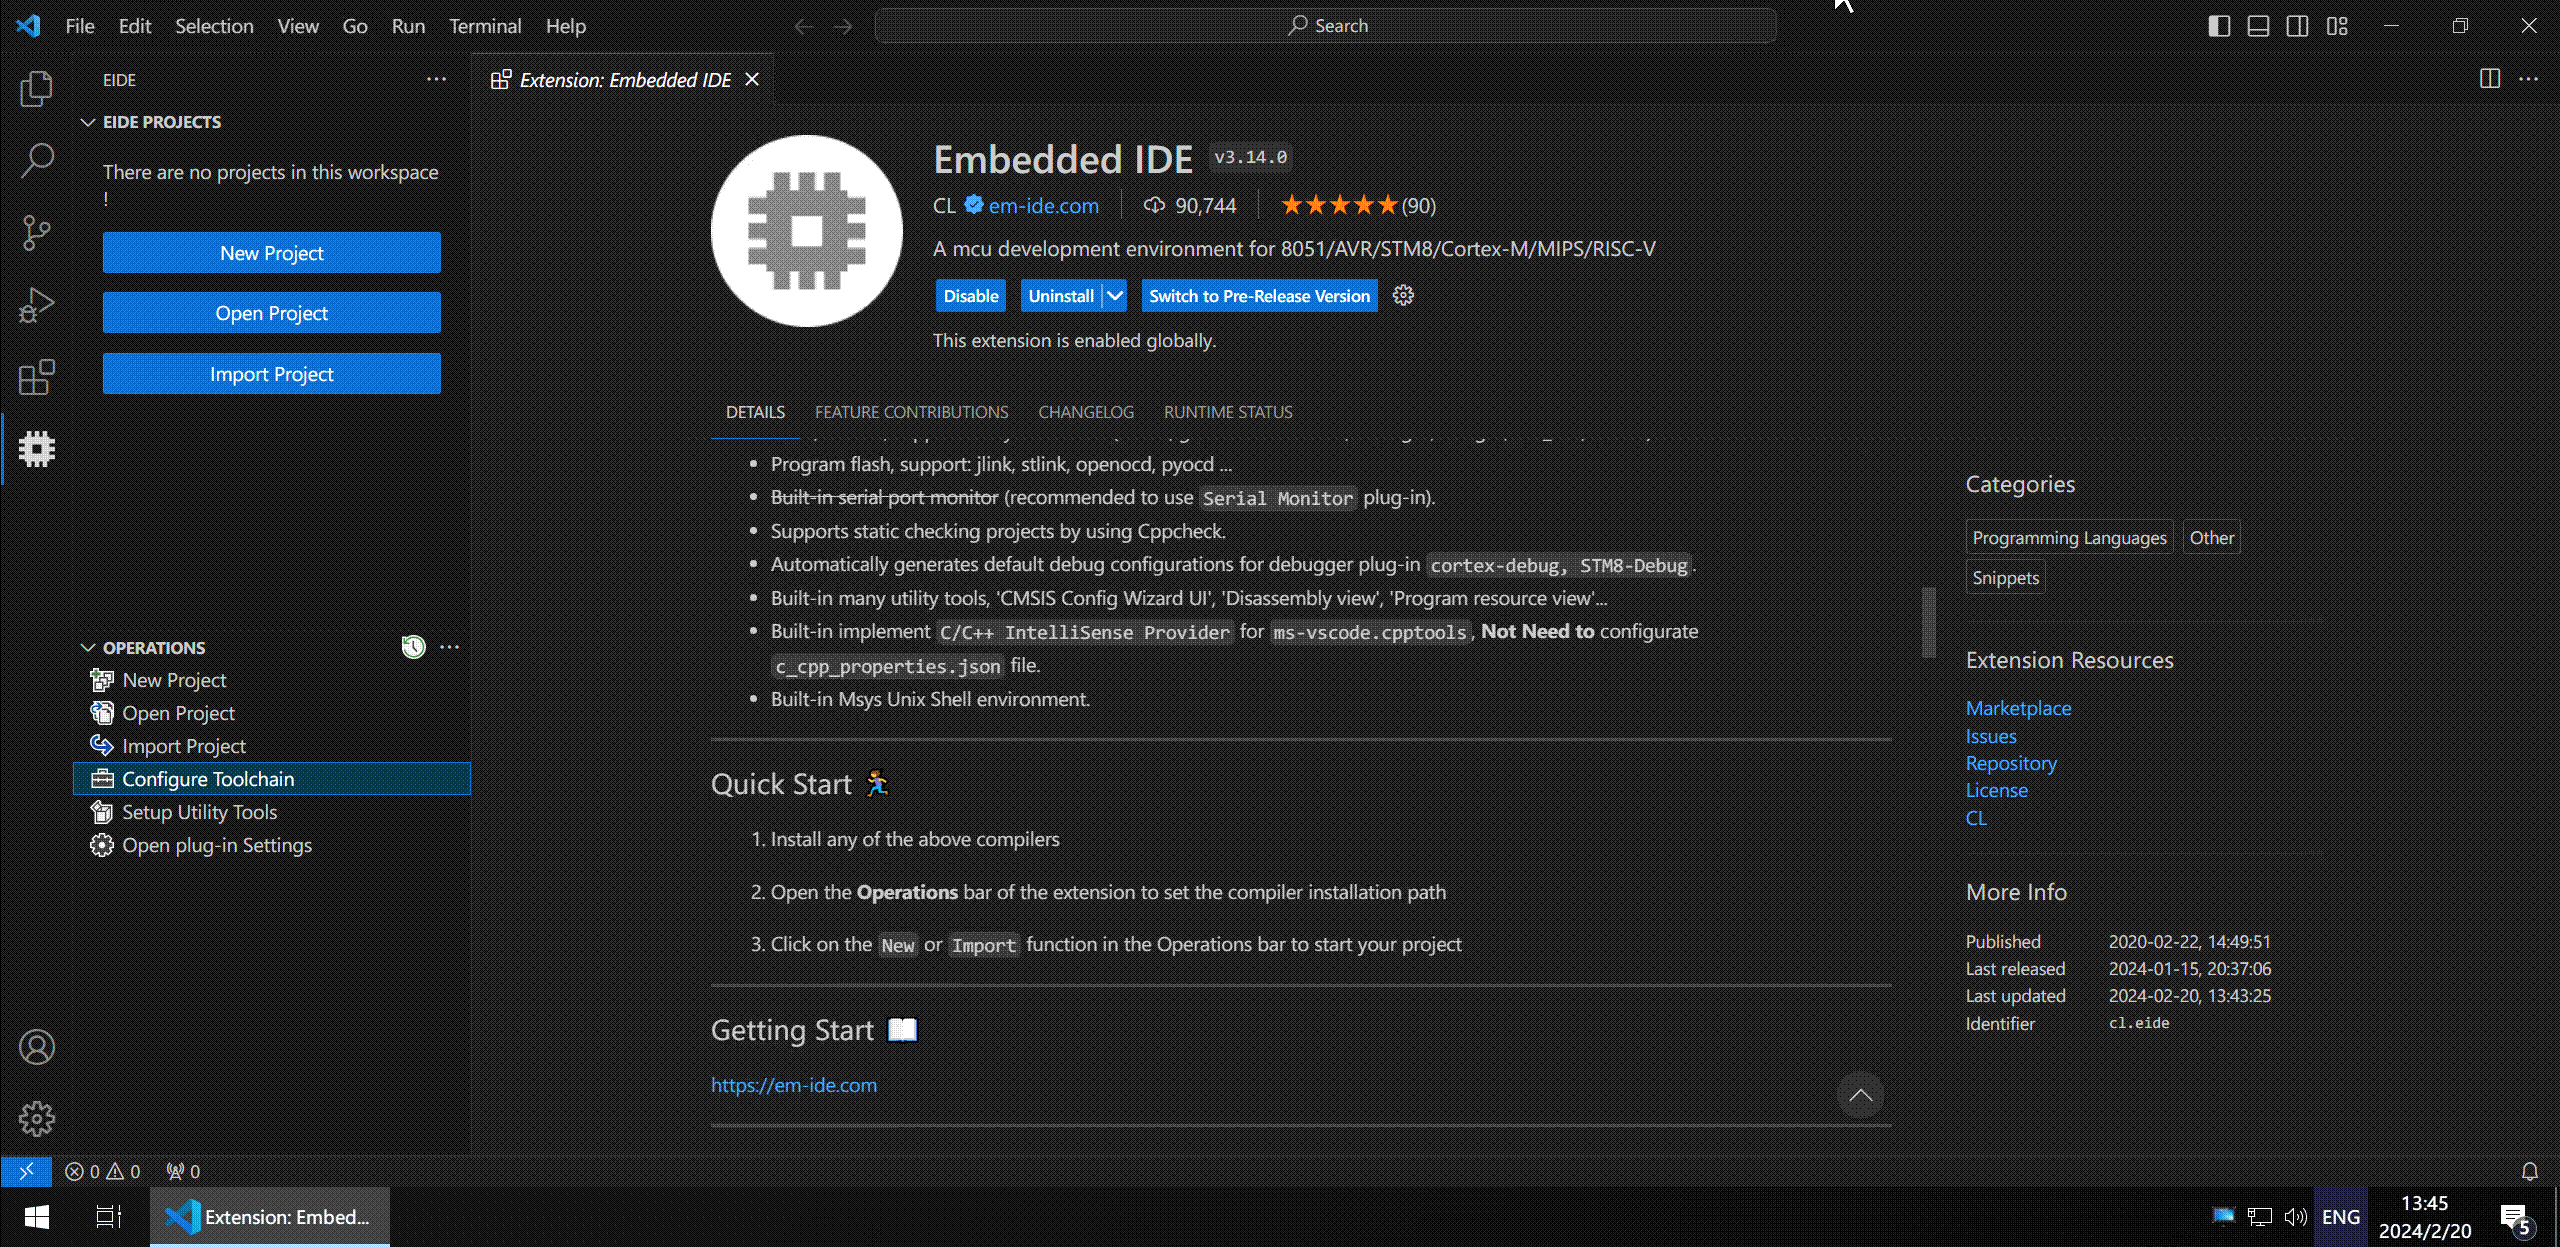 File Edit Selection View Go Run Terminal Help
Search
EIDE
EIDE PROJECTS
There are no projects in this workspace
!
New Project
Open Project
Import Project
OPERATIONS
New Project
Open Project
Import Project
Configure Toolchain
Setup Utility Tools
Open plug-in Settings
Extension: Embedded IDE
Embedded IDE v3.14.0
CL em-ide.com 90,744 ★★★★★(90)
A mcu development environment for 8051/AVR/STM8/Cortex-M/MIPS/RISC-V
Disable Uninstall Switch to Pre-Release Version
This extension is enabled globally.
DETAILS FEATURE CONTRIBUTIONS CHANGELOG RUNTIME STATUS
• Program flash, support: jlink, stlink, openocd, pyocd ...
• Built-in serial port monitor (recommended to use Serial Monitor plug-in).
• Supports static checking projects by using Cppcheck.
• Automatically generates default debug configurations for debugger plug-in cortex-debug, STM8-Debug.
• Built-in many utility tools, 'CMSIS Config Wizard UI', 'Disassembly view', 'Program resource view'...
• Built-in implement C/C++ IntelliSense Provider for ms-vscode.cpptools, Not Need to configurate
c_cpp_properties.json file.
• Built-in Msys Unix Shell environment.
Quick Start
1. Install any of the above compilers
2. Open the Operations bar of the extension to set the compiler installation path
3. Click on the New or Import function in the Operations bar to start your project
Getting Start
https://em-ide.com
Categories
Programming Languages Other
Snippets
Extension Resources
Marketplace
Issues
Repository
License
CL
More Info
Published 2020-02-22, 14:49:51
Last released 2024-01-15, 20:37:06
Last updated 2024-02-20, 13:43:25
Identifier cl.eide
0 0 0
Extension: Embed...
ENG
13:45
2024/2/20
5